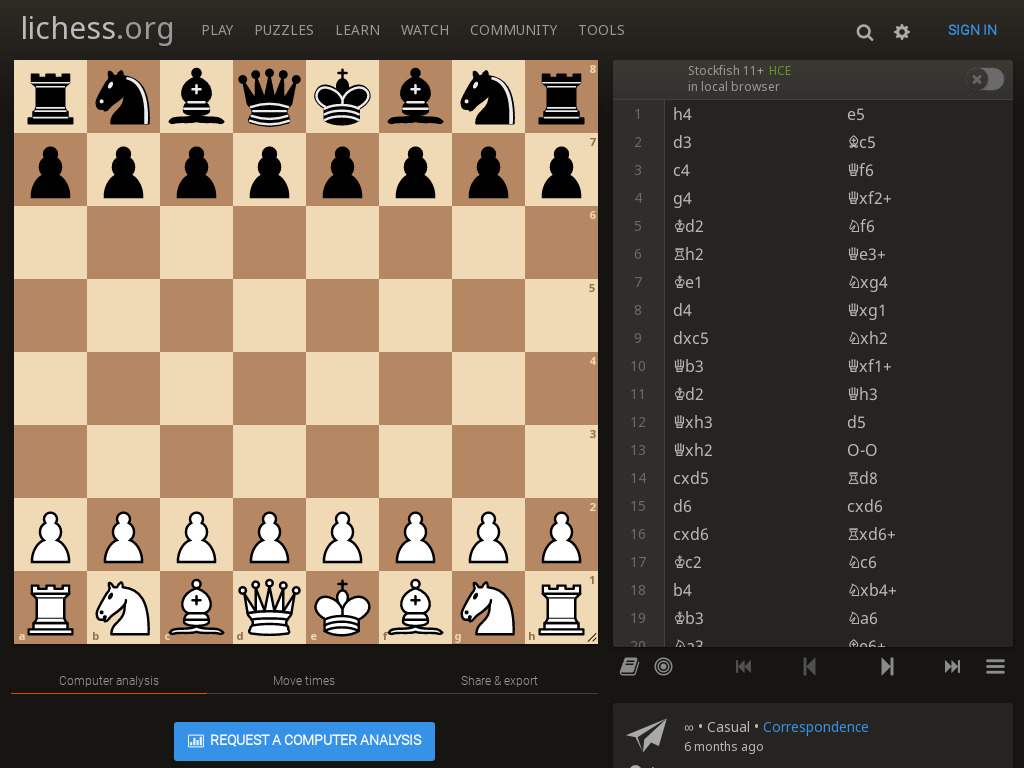 lichess.org PLAY PUZZLES LEARN WATCH COMMUNITY TOOLS SIGN IN
Stockfish 11+ HCE
in local browser
8
7
6
5
4
3
2
1
a b c d e f g h
1 h4 e5
2 d3 ♗c5
3 c4 ♕f6
4 g4 ♕xf2+
5 ♔d2 ♘f6
6 ♖h2 ♕e3+
7 ♔e1 ♘xg4
8 d4 ♕xg1
9 dxc5 ♘xh2
10 ♕b3 ♕xf1+
11 ♔d2 ♕h3
12 ♕xh3 d5
13 ♕xh2 O-O
14 cxd5 ♖d8
15 d6 cxd6
16 cxd6 ♖xd6+
17 ♔c2 ♘c6
18 b4 ♘xb4+
19 ♔b3 ♘a6
20 ♘a3 ♗e6+
Computer analysis Move times Share & export
REQUEST A COMPUTER ANALYSIS
∞ • Casual • Correspondence
6 months ago